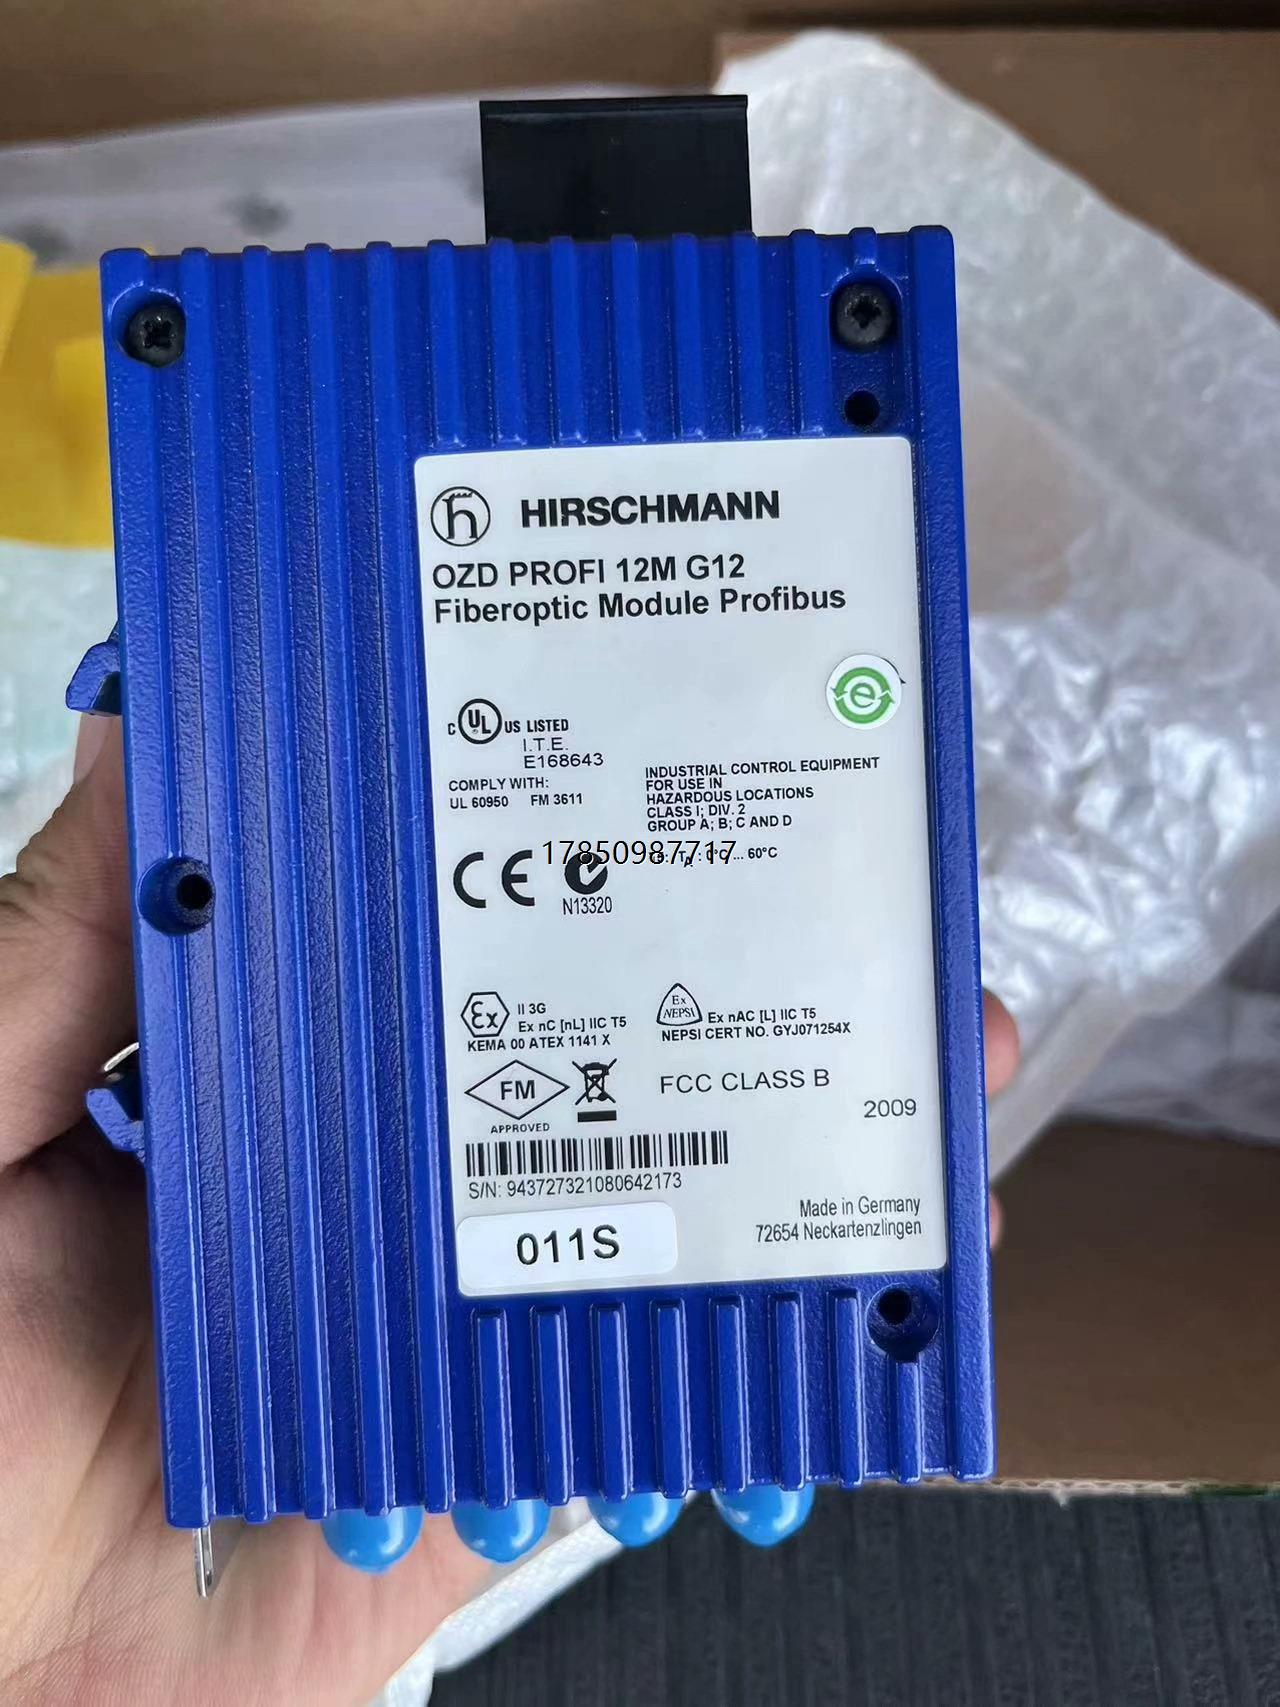 HIRSCHMANN
OZD PROFI 12M G12
Fiberoptic Module Profibus
e
C UL US LISTED
I.T.E.
E168643
COMPLY WITH:
UL 60950 FM 3611
INDUSTRIAL CONTROL EQUIPMENT
FOR USE IN
HAZARDOUS LOCATIONS
CLASS I; DIV. 2
GROUP A; B; C AND D
0°C ... 60°C
17850987717
CE
N13320
Ex
II 3G
Ex nC [nL] IIC T5
KEMA 00 ATEX 1141 X
Ex
NEPSI
Ex nAC [L] IIC T5
NEPSI CERT NO. GYJ071254X
FM
APPROVED
FCC CLASS B
2009
S/N: 943727321080642173
Made in Germany
72654 Neckartenzlingen
011S